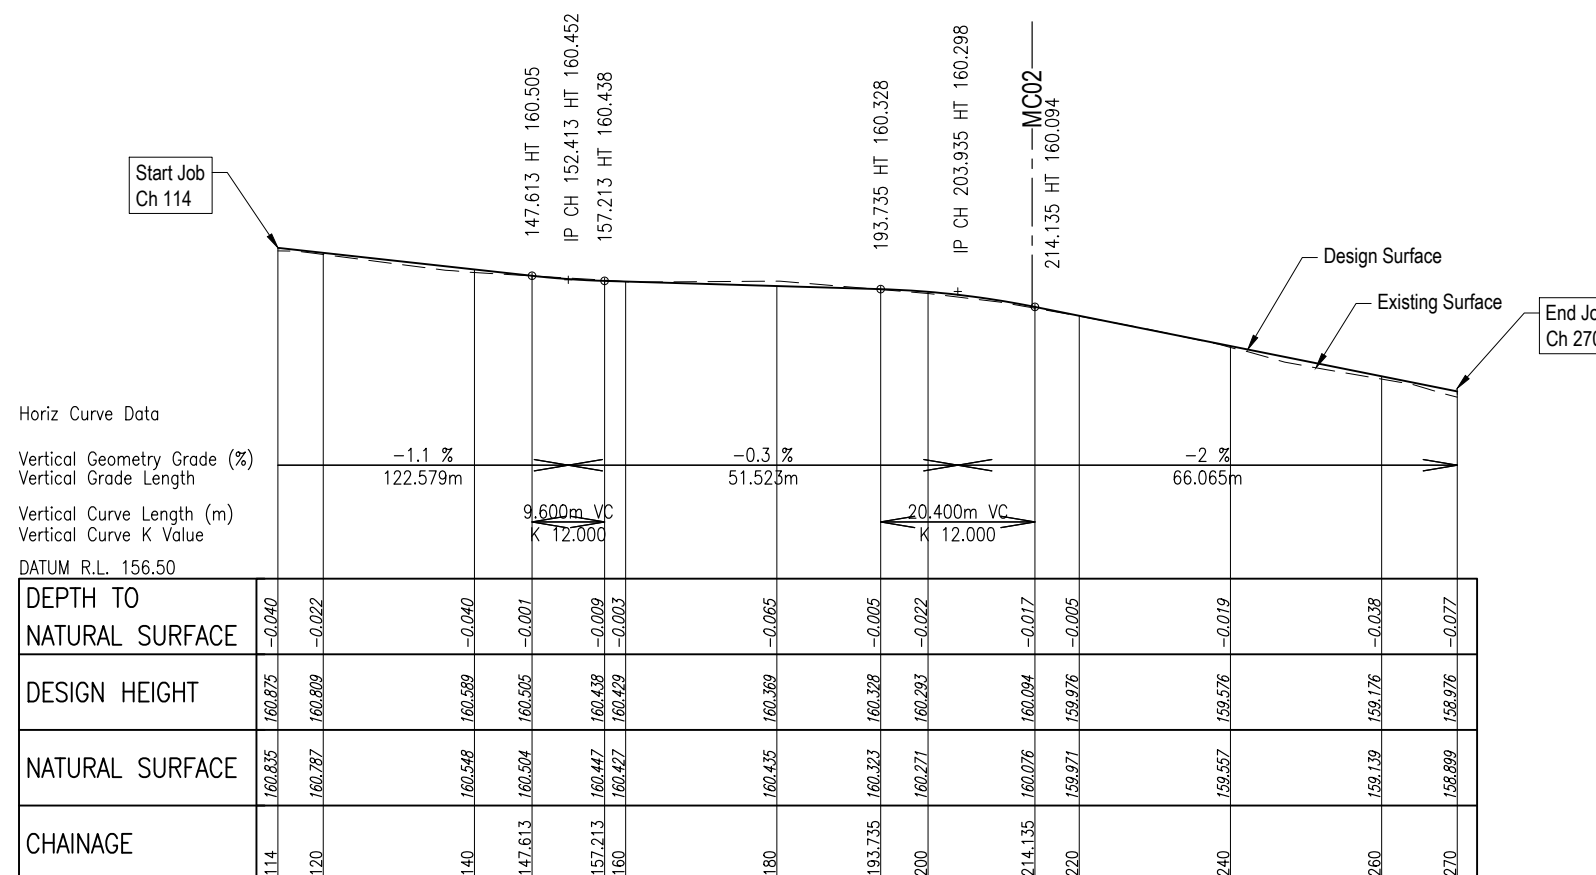 147.613 HT 160.505
IP CH 152.413 HT 160.452
157.213 HT 160.438
193.735 HT 160.328
IP CH 203.935 HT 160.298
MC02
214.135 HT 160.094
Start Job
Ch 114
Design Surface
Existing Surface
End Jo
Ch 270
Horiz Curve Data
Vertical Geometry Grade (%) -1.1 % -0.3 % -2 %
Vertical Grade Length 122.579m 51.523m 66.065m
Vertical Curve Length (m) 9.600m VC 20.400m VC
Vertical Curve K Value K 12.000 K 12.000
DATUM R.L. 156.50
DEPTH TO
NATURAL SURFACE -0.040 -0.022 -0.040 -0.001 -0.009 -0.003 -0.065 -0.005 -0.022 -0.017 -0.005 -0.019 -0.038 -0.077
DESIGN HEIGHT 160.875 160.809 160.589 160.505 160.438 160.429 160.369 160.328 160.293 160.094 159.976 159.576 159.176 158.976
NATURAL SURFACE 160.835 160.787 160.548 160.504 160.447 160.427 160.435 160.323 160.271 160.076 159.971 159.557 159.139 158.899
CHAINAGE 114 120 140 147.613 157.213 160 180 193.735 200 214.135 220 240 260 270